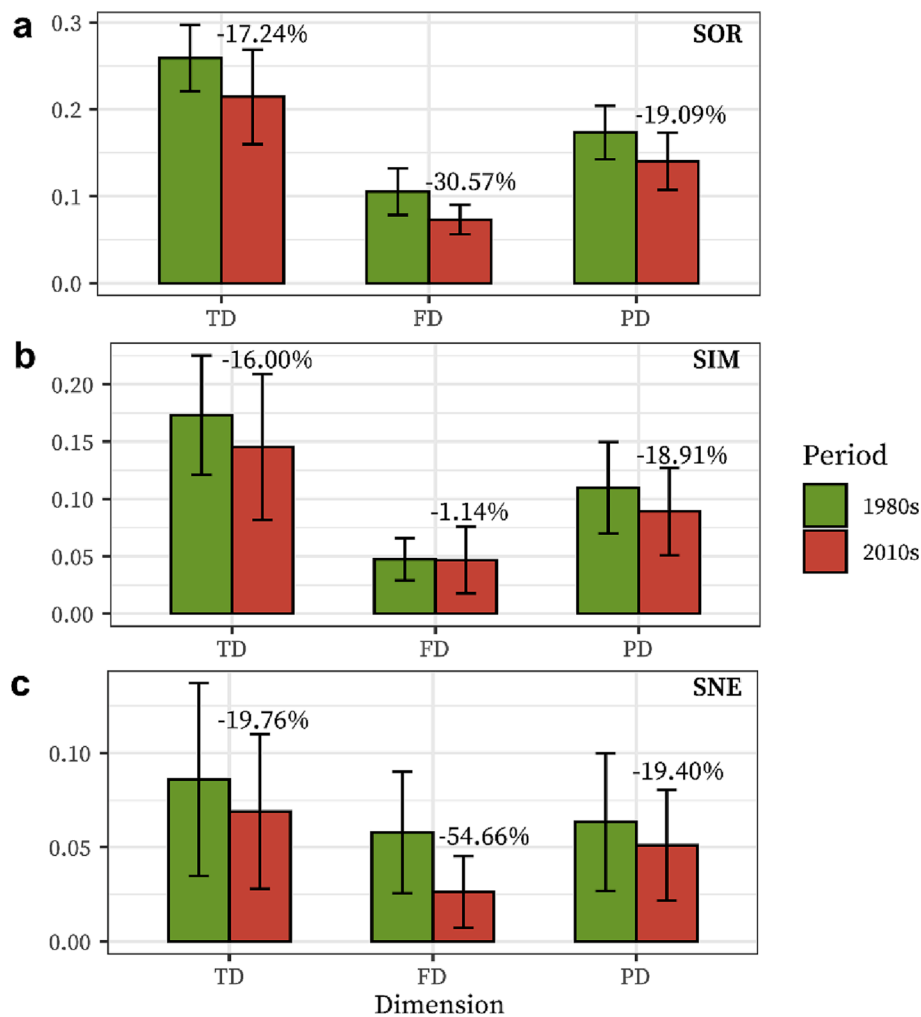 a
SOR
0.3
0.2
0.1
0.0
-17.24%
-30.57%
-19.09%
TD FD PD
b
SIM
0.20
0.15
0.10
0.05
0.00
-16.00%
-1.14%
-18.91%
TD FD PD
c
SNE
0.10
0.05
0.00
-19.76%
-54.66%
-19.40%
TD FD PD
Dimension
Period
1980s
2010s